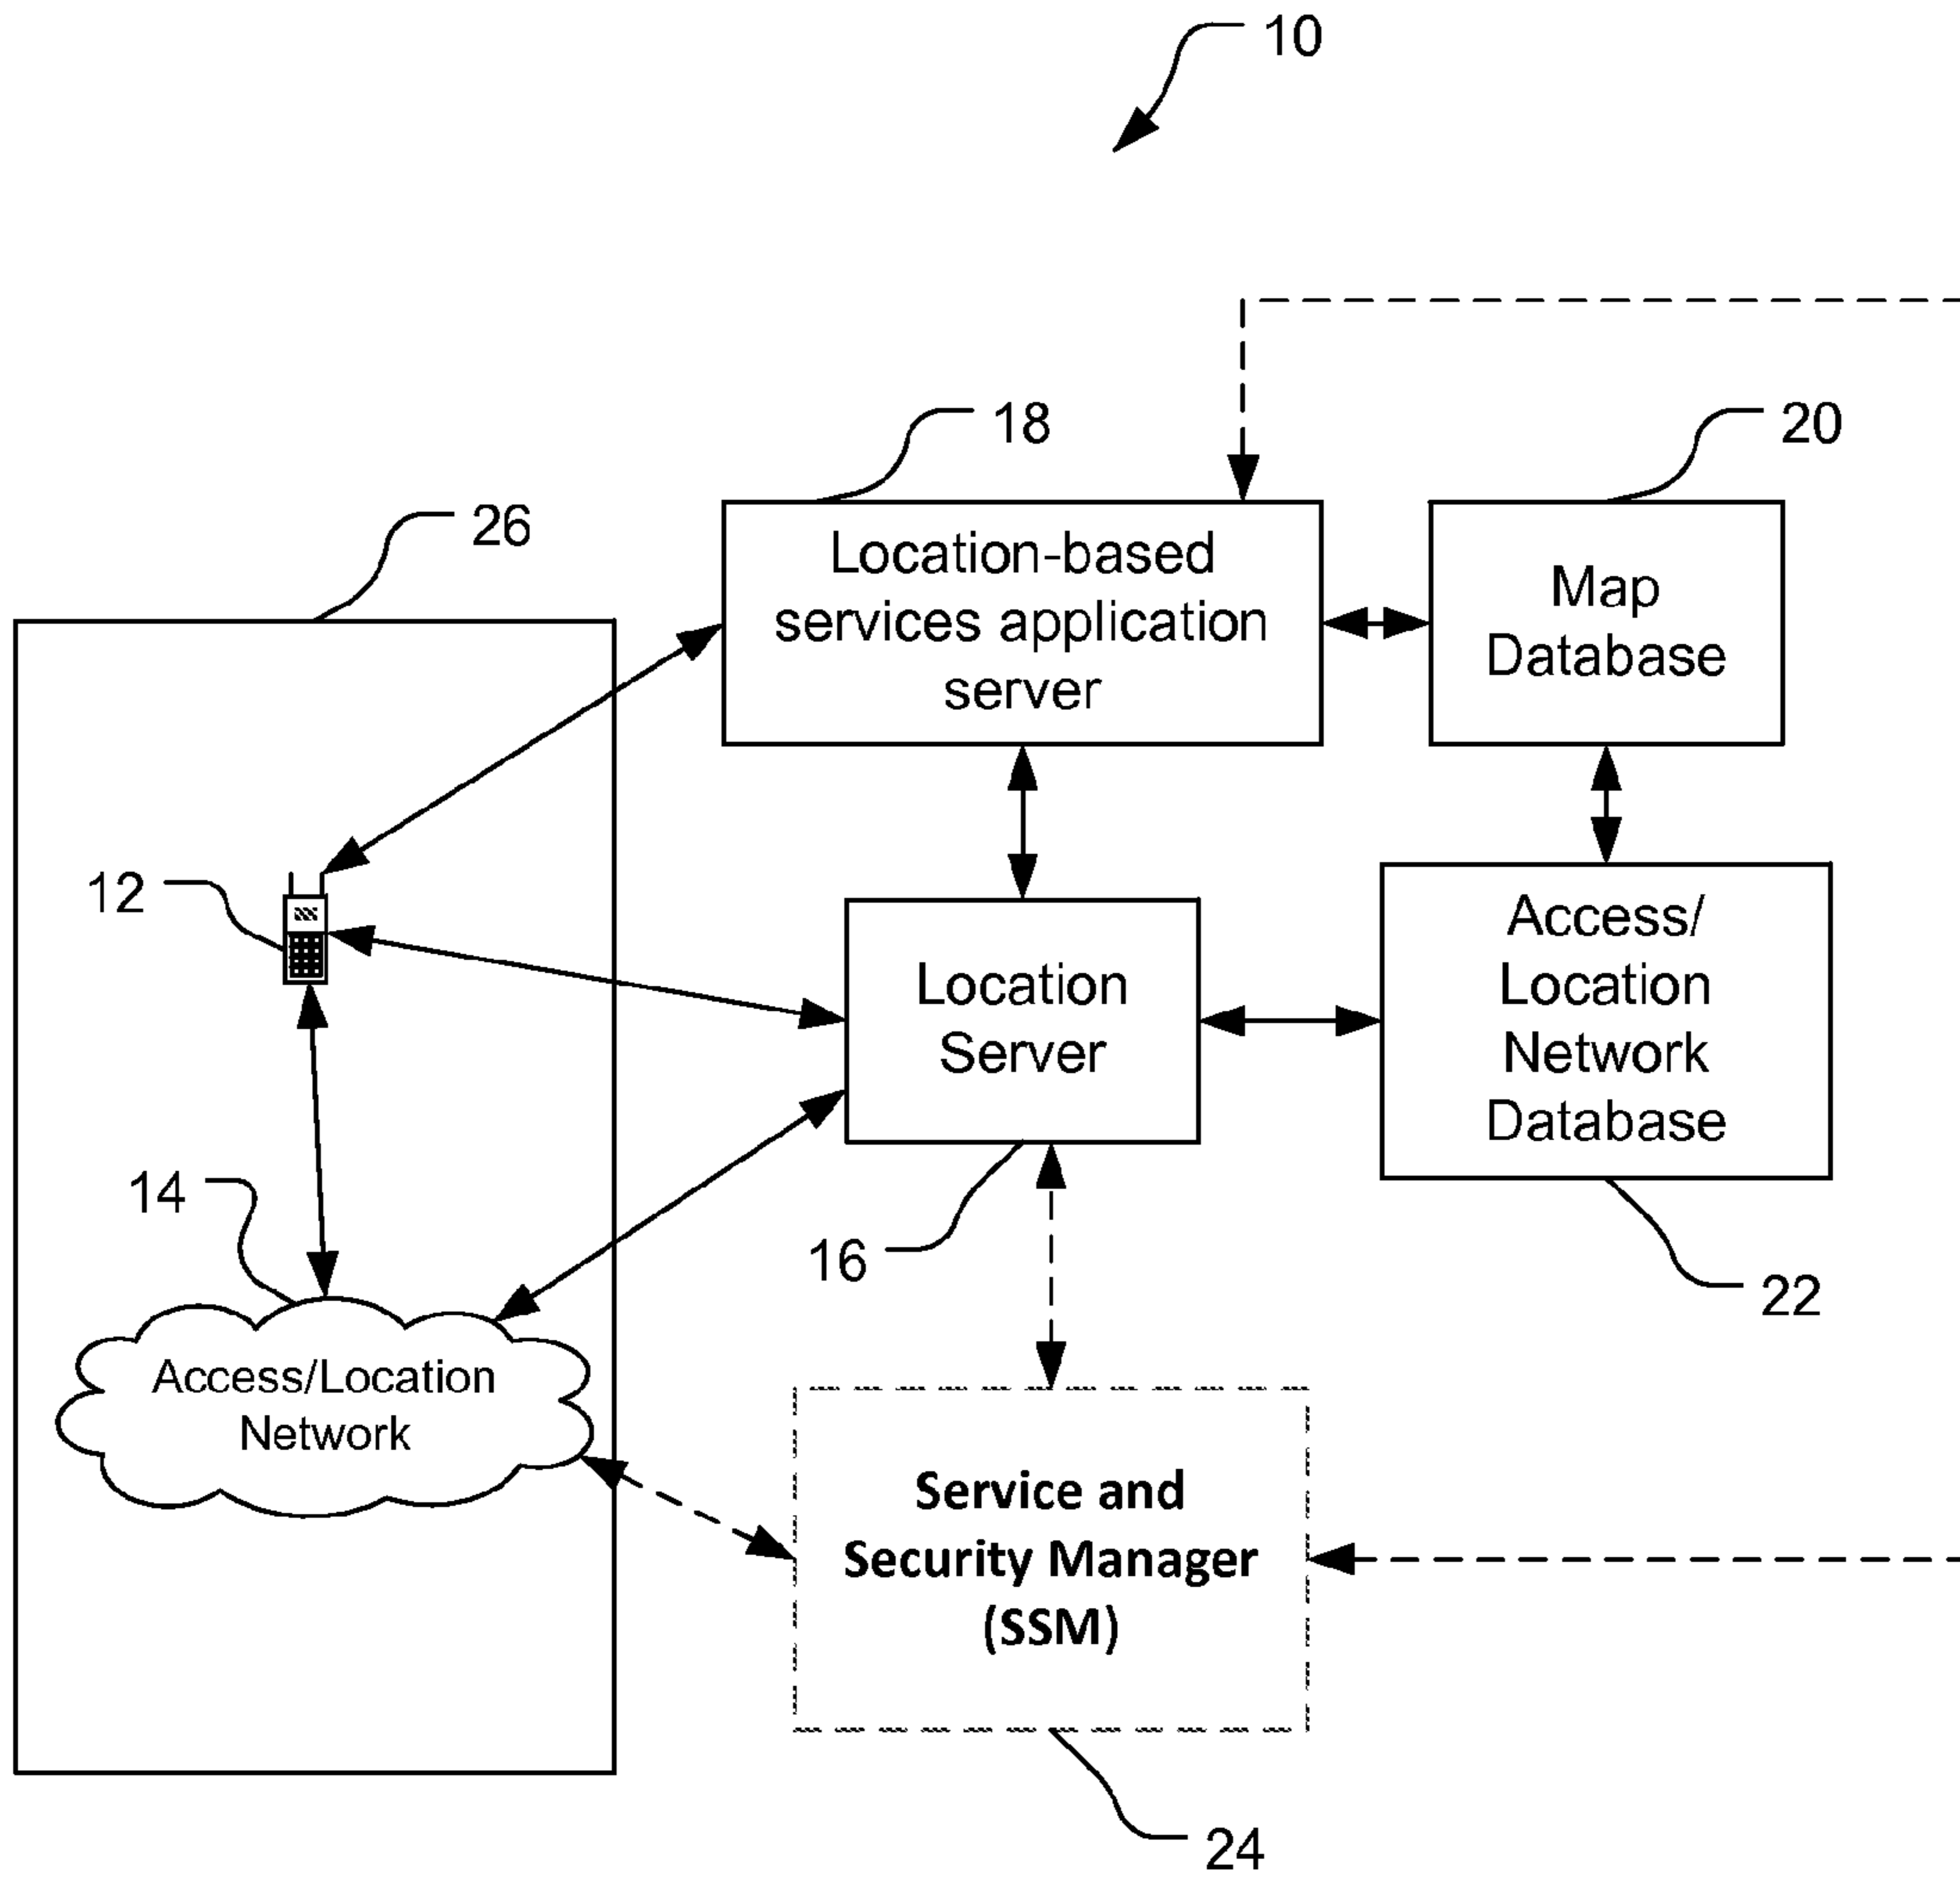 10
18
20
26
Location-based
services application
server
Map
Database
12
Location
Server
Access/
Location
Network
Database
14
16
22
Access/Location
Network
Service and
Security Manager
(SSM)
24